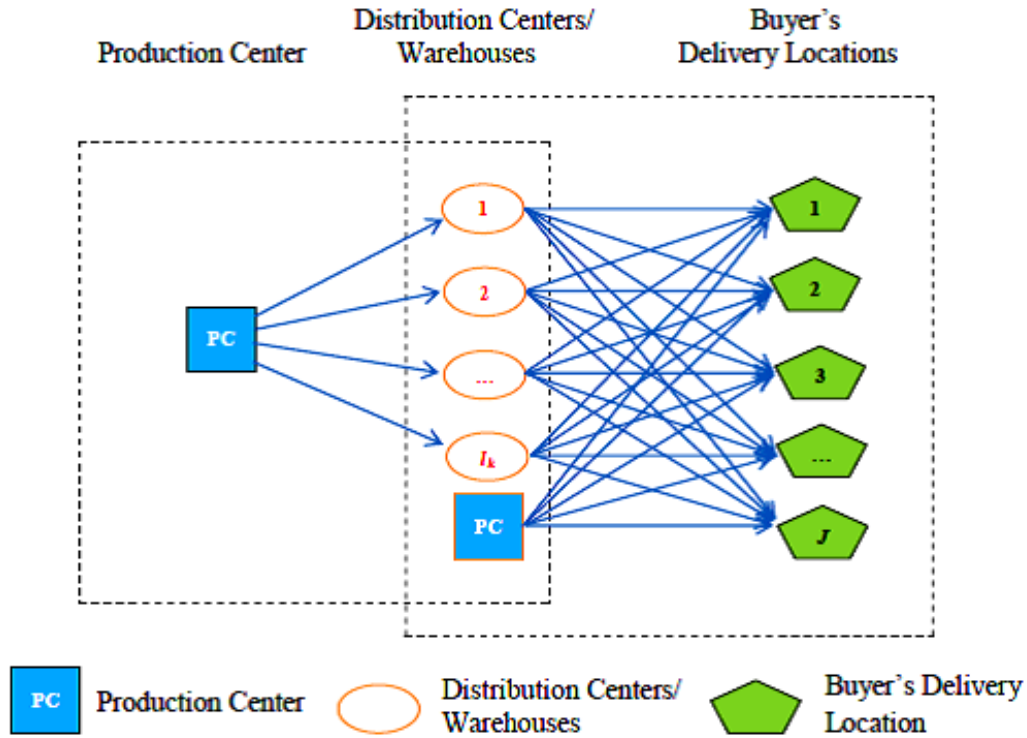 Distribution Centers/
Warehouses
Buyer's
Delivery Locations
Production Center
1
2
...
Iₖ
PC
PC
1
2
3
...
J
PC
Production Center
Distribution Centers/
Warehouses
Buyer's Delivery
Location